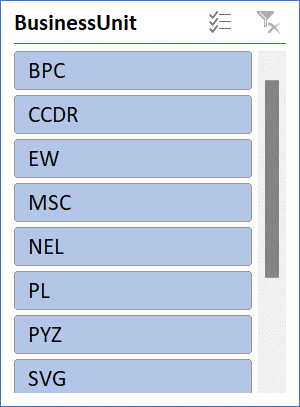 BusinessUnit
BPC
CCDR
EW
MSC
NEL
PL
PYZ
SVG